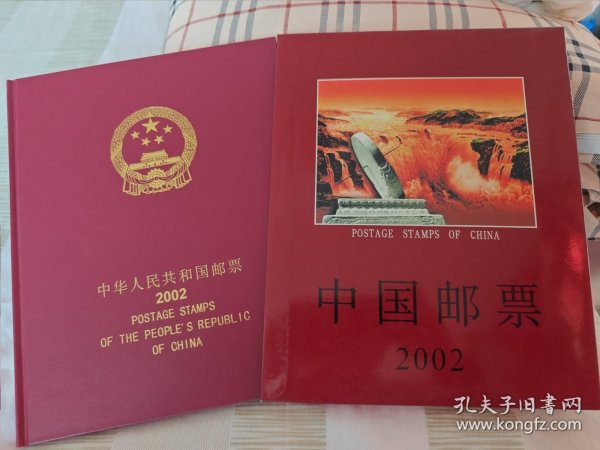 中华人民共和国邮票
2002
POSTAGE STAMPS
OF THE PEOPLE'S REPUBLIC
OF CHINA
POSTAGE STAMPS OF CHINA
中国邮票
2002
孔夫子旧书网
www.kongfz.com